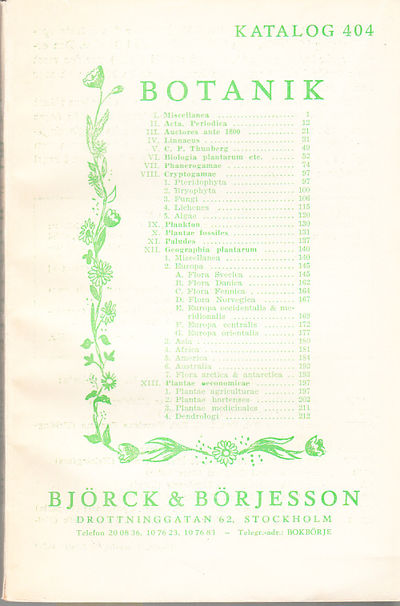 KATALOG 404
BOTANIK
I. Miscellanea .................... 1
II. Acta, Periodica .................... 12
III. Auctores ante 1800 .................... 21
IV. Linnaeus .................... 31
V. C. P. Thunberg .................... 49
VI. Biologia plantarum etc. .................... 52
VII. Phanerogamae .................... 74
VIII. Cryptogamae .................... 97
1. Pteridophyta .................... 97
2. Bryophyta .................... 100
3. Fungi .................... 106
4. Lichenes .................... 115
5. Algae .................... 120
IX. Plankton .................... 130
X. Plantae fossiles .................... 131
XI. Paludes .................... 137
XII. Geographia plantarum .................... 140
1. Miscellanea .................... 140
2. Europa .................... 145
A. Flora Svecica .................... 145
B. Flora Danica .................... 162
C. Flora Fennica .................... 164
D. Flora Norvegica .................... 167
E. Europa occidentalis & me-
ridionalis .................... 169
F. Europa centralis .................... 172
G. Europa orientalis .................... 177
3. Asia .................... 180
4. Africa .................... 181
5. America .................... 184
6. Australia .................... 192
7. Flora arctica & antarctica .. 193
XIII. Plantae oeconomicae .................... 197
1. Plantae agriculturae .................... 197
2. Plantae hortenses .................... 202
3. Plantae medicinales .................... 211
4. Dendrologi .................... 212
BJÖRCK & BÖRJESSON
DROTTNINGGATAN 62, STOCKHOLM
Telefon 20 08 36, 10 76 23, 10 76 83 — Telegr.-adr.: BOKBÖRJE